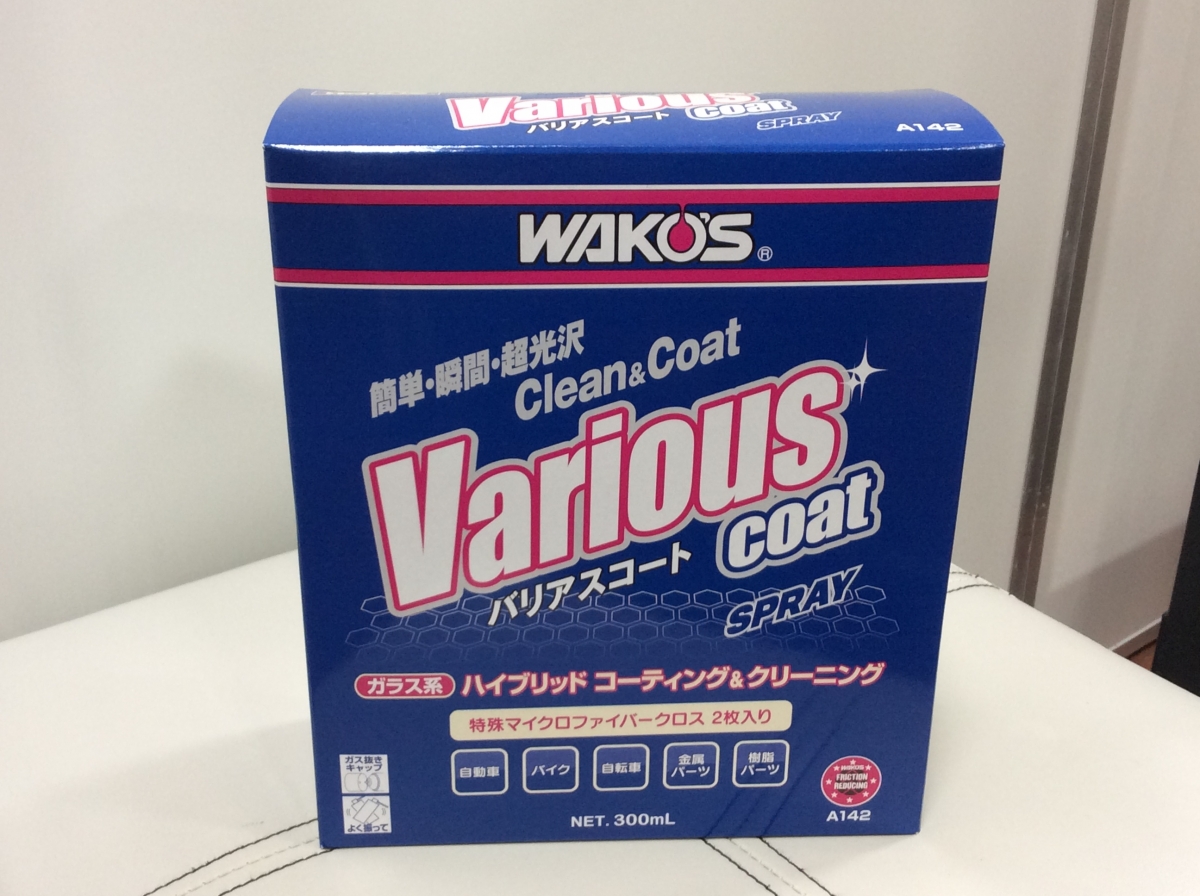 Various coat
バリアスコート
SPRAY
A142
WAKO'S ®
簡単・瞬間・超光沢
Clean&Coat
Various
coat
バリアスコート
SPRAY
ガラス系 ハイブリッド コーティング&クリーニング
特殊マイクロファイバークロス 2枚入り
自動車 バイク 自転車 金属パーツ 樹脂パーツ
ガス抜き
キャップ
よく振って
WAKO'S
FRICTION
REDUCING
A142
NET. 300mL